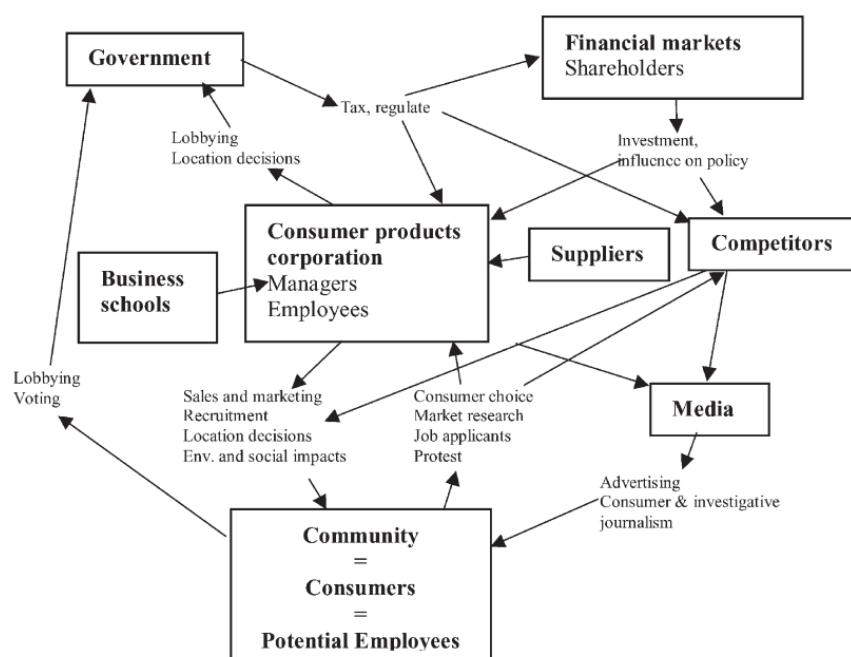 Government
Financial markets
Shareholders
Tax, regulate
Lobbying
Location decisions
Investment,
influence on policy
Consumer products
corporation
Managers
Employees
Suppliers
Competitors
Business
schools
Lobbying
Voting
Sales and marketing
Recruitment
Location decisions
Env. and social impacts
Consumer choice
Market research
Job applicants
Protest
Media
Advertising
Consumer & investigative
journalism
Community
=
Consumers
=
Potential Employees